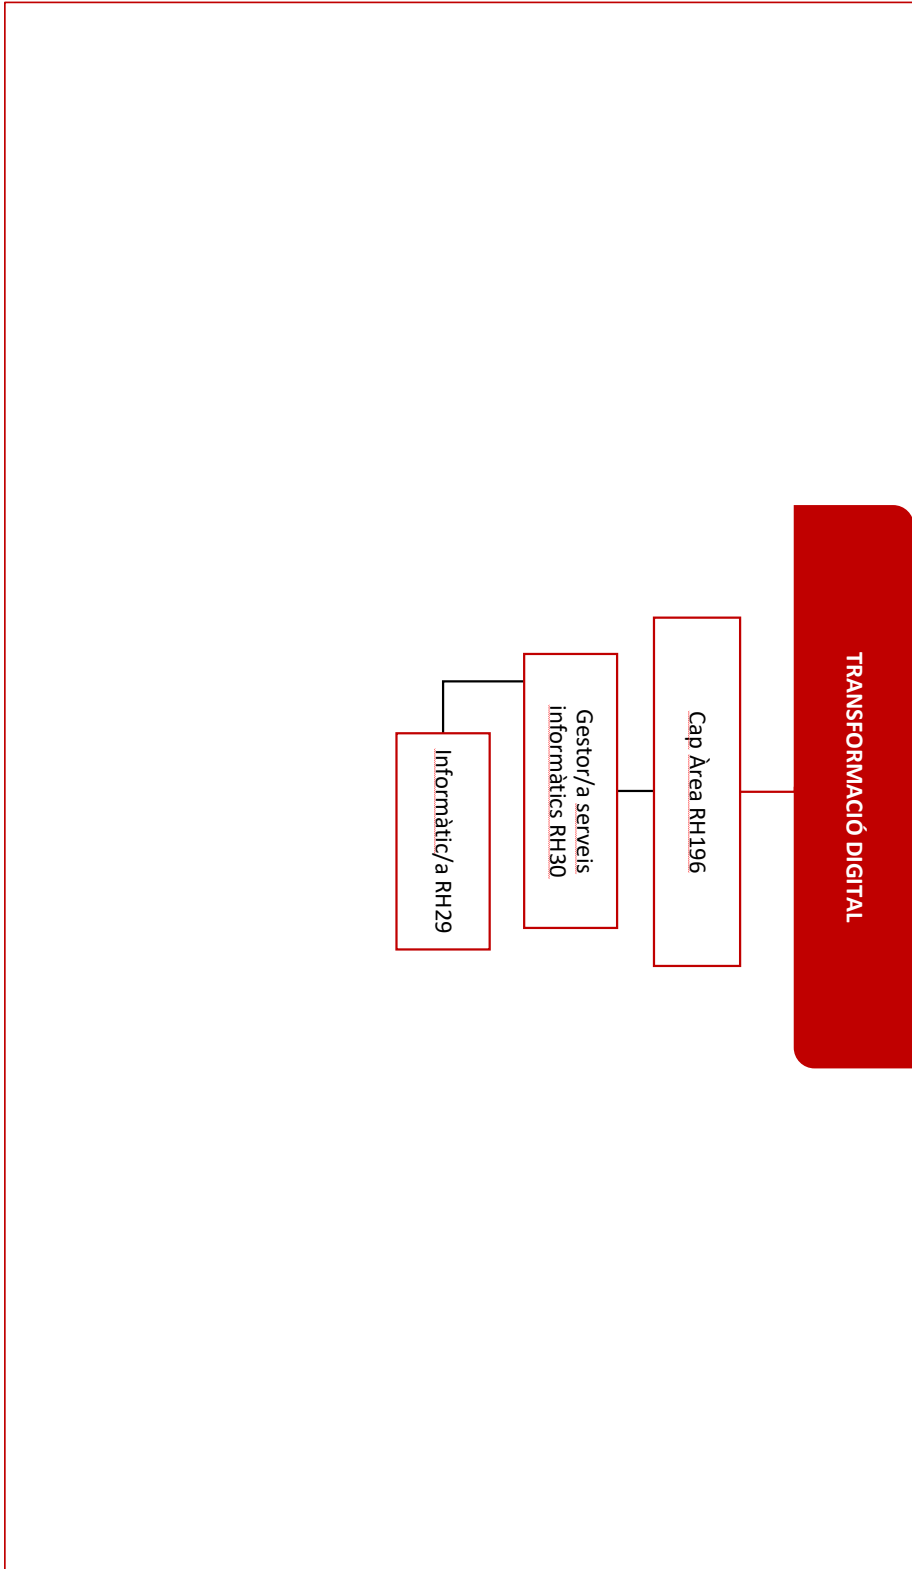 TRANSFORMACIÓ DIGITAL
Cap Àrea RH196
Gestor/a serveis
informàtics RH30
Informàtic/a RH29